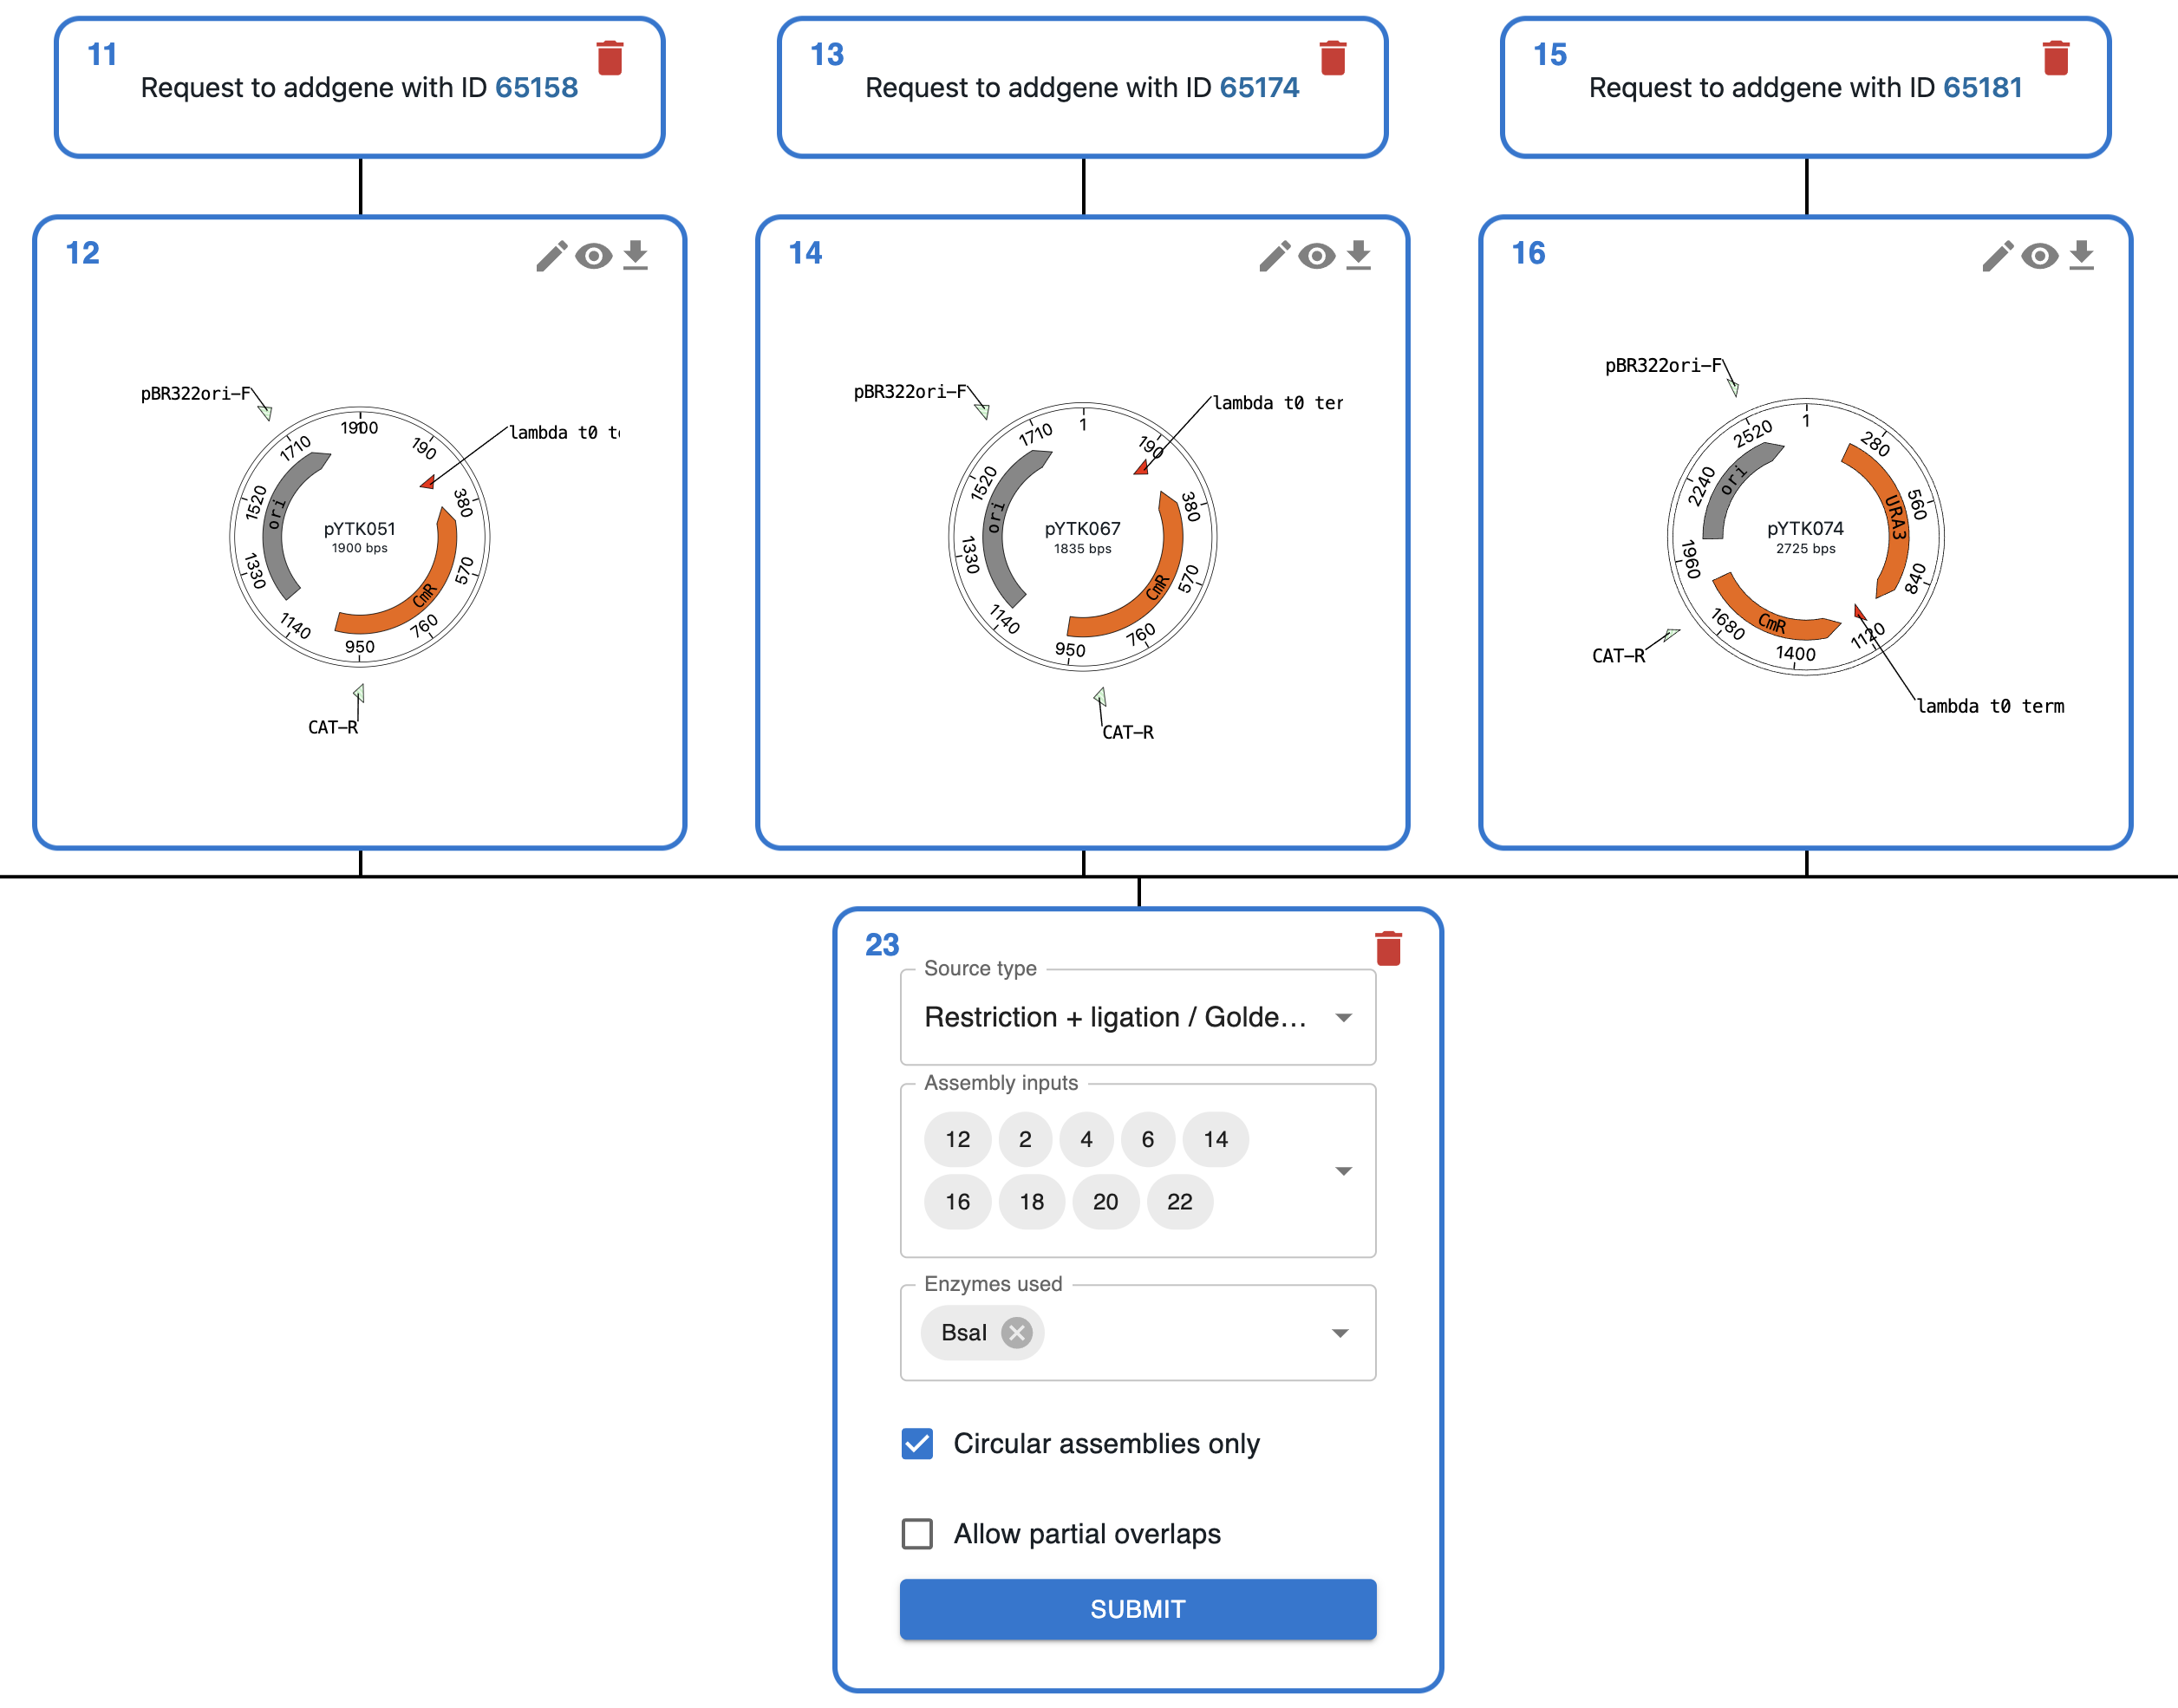 11
Request to addgene with ID 65158
13
Request to addgene with ID 65174
15
Request to addgene with ID 65181
12
pBR322ori-F
lambda t0 t
1900
190
380
570
760
950
1140
1330
1520
1710
ori
CmR
pYTK051
1900 bps
CAT-R
14
pBR322ori-F
lambda t0 ter
1
190
380
570
760
950
1140
1330
1520
1710
ori
CmR
pYTK067
1835 bps
CAT-R
16
pBR322ori-F
1
280
560
840
1120
1400
1680
1960
2240
2520
ori
URA3
CmR
pYTK074
2725 bps
CAT-R
lambda t0 term
23
Source type
Restriction + ligation / Golde...
Assembly inputs
12 2 4 6 14
16 18 20 22
Enzymes used
BsaI
Circular assemblies only
Allow partial overlaps
SUBMIT